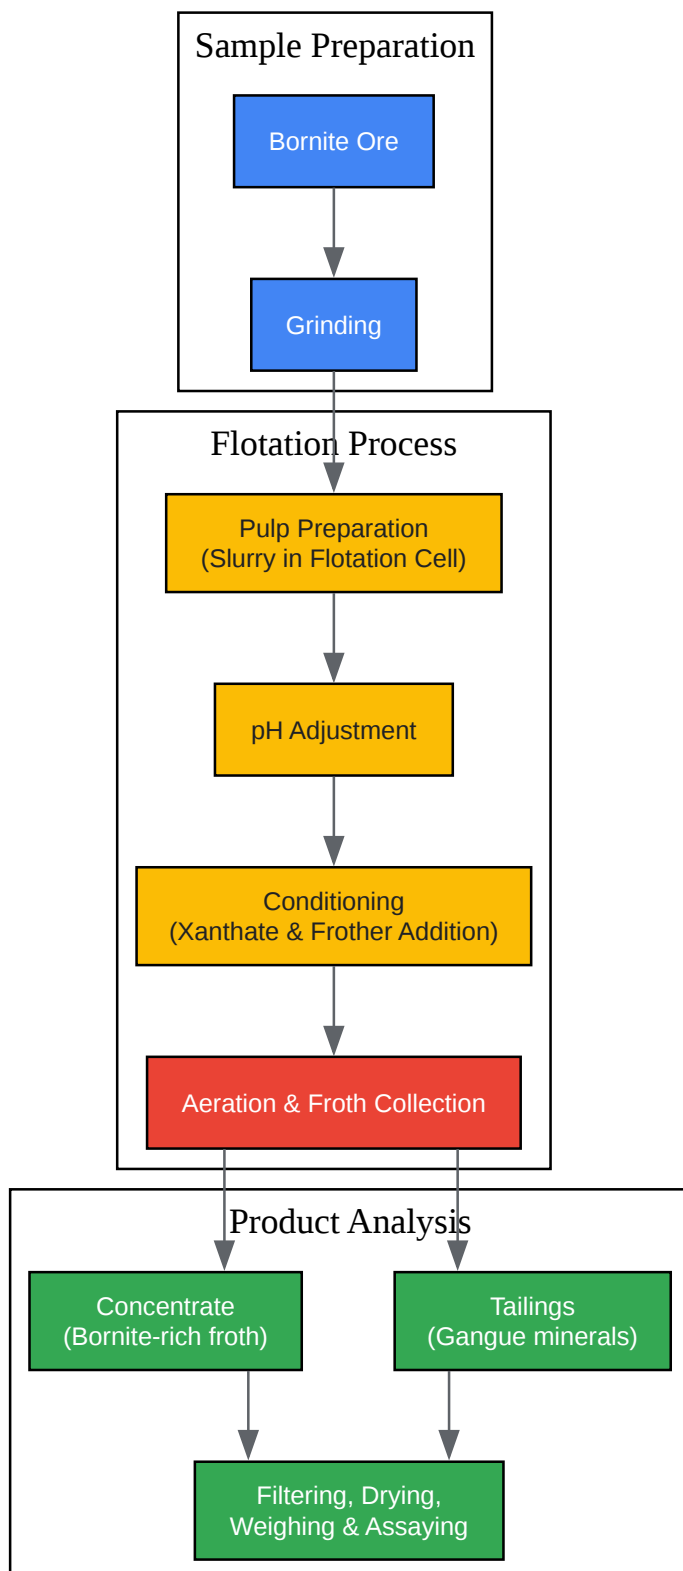 Sample Preparation
Bornite Ore
Grinding
Flotation Process
Pulp Preparation
(Slurry in Flotation Cell)
pH Adjustment
Conditioning
(Xanthate & Frother Addition)
Aeration & Froth Collection
Product Analysis
Concentrate
(Bornite-rich froth)
Tailings
(Gangue minerals)
Filtering, Drying,
Weighing & Assaying